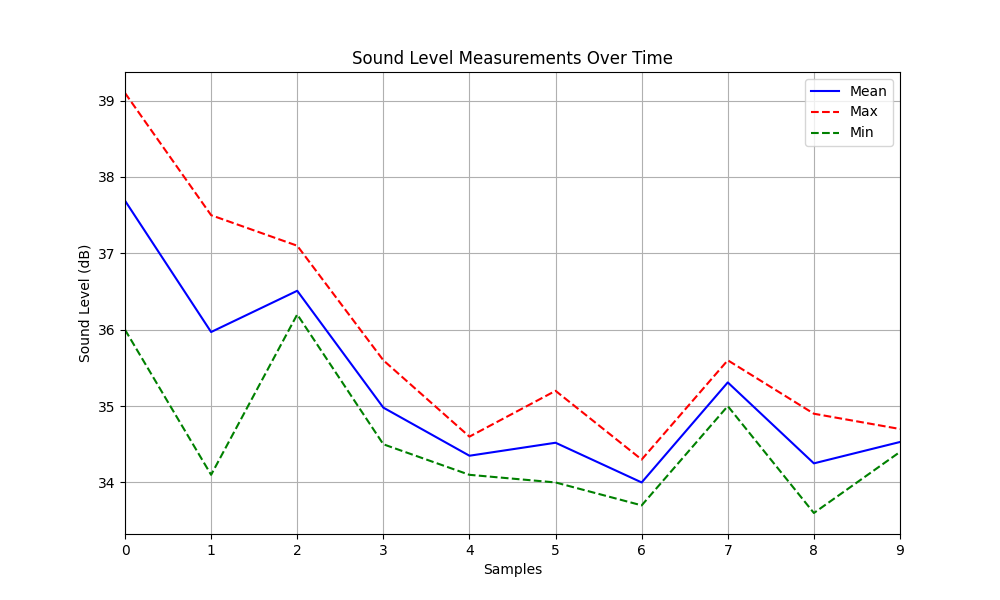 Sound Level Measurements Over Time
Mean
Max
Min
39
38
37
36
35
34
Sound Level (dB)
0 1 2 3 4 5 6 7 8 9
Samples